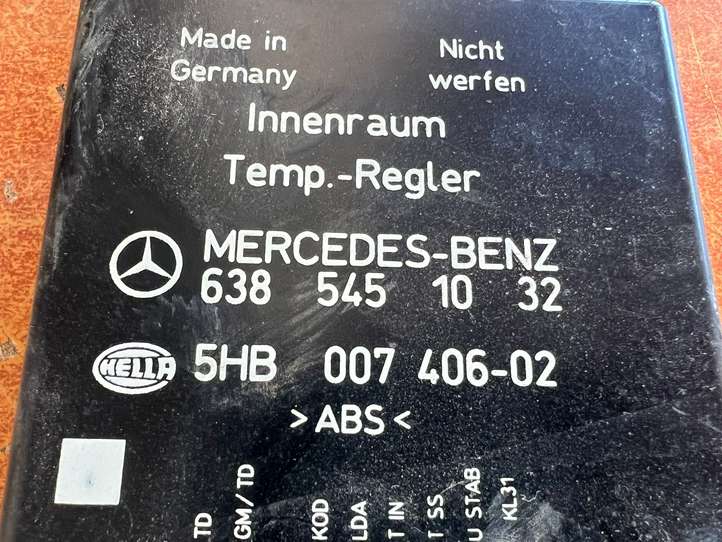 Made in
Germany
Nicht
werfen
Innenraum
Temp.-Regler
MERCEDES-BENZ
638 545 10 32
HELLA
5HB 007 406-02
>ABS<
TD
GM/TD
KOD
LDA
T IN
T SS
U STAB
KL31